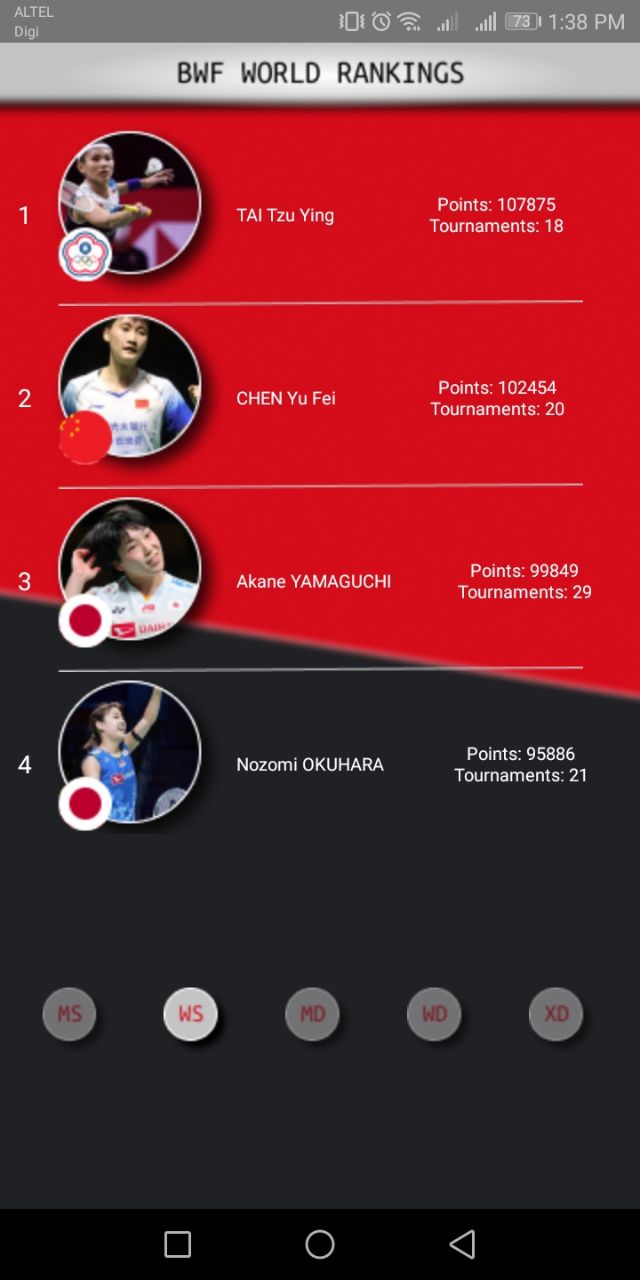 ALTEL
Digi
73
1:38 PM
BWF WORLD RANKINGS
1
TAI Tzu Ying
Points: 107875
Tournaments: 18
2
CHEN Yu Fei
Points: 102454
Tournaments: 20
3
Akane YAMAGUCHI
Points: 99849
Tournaments: 29
4
Nozomi OKUHARA
Points: 95886
Tournaments: 21
MS
WS
MD
WD
XD